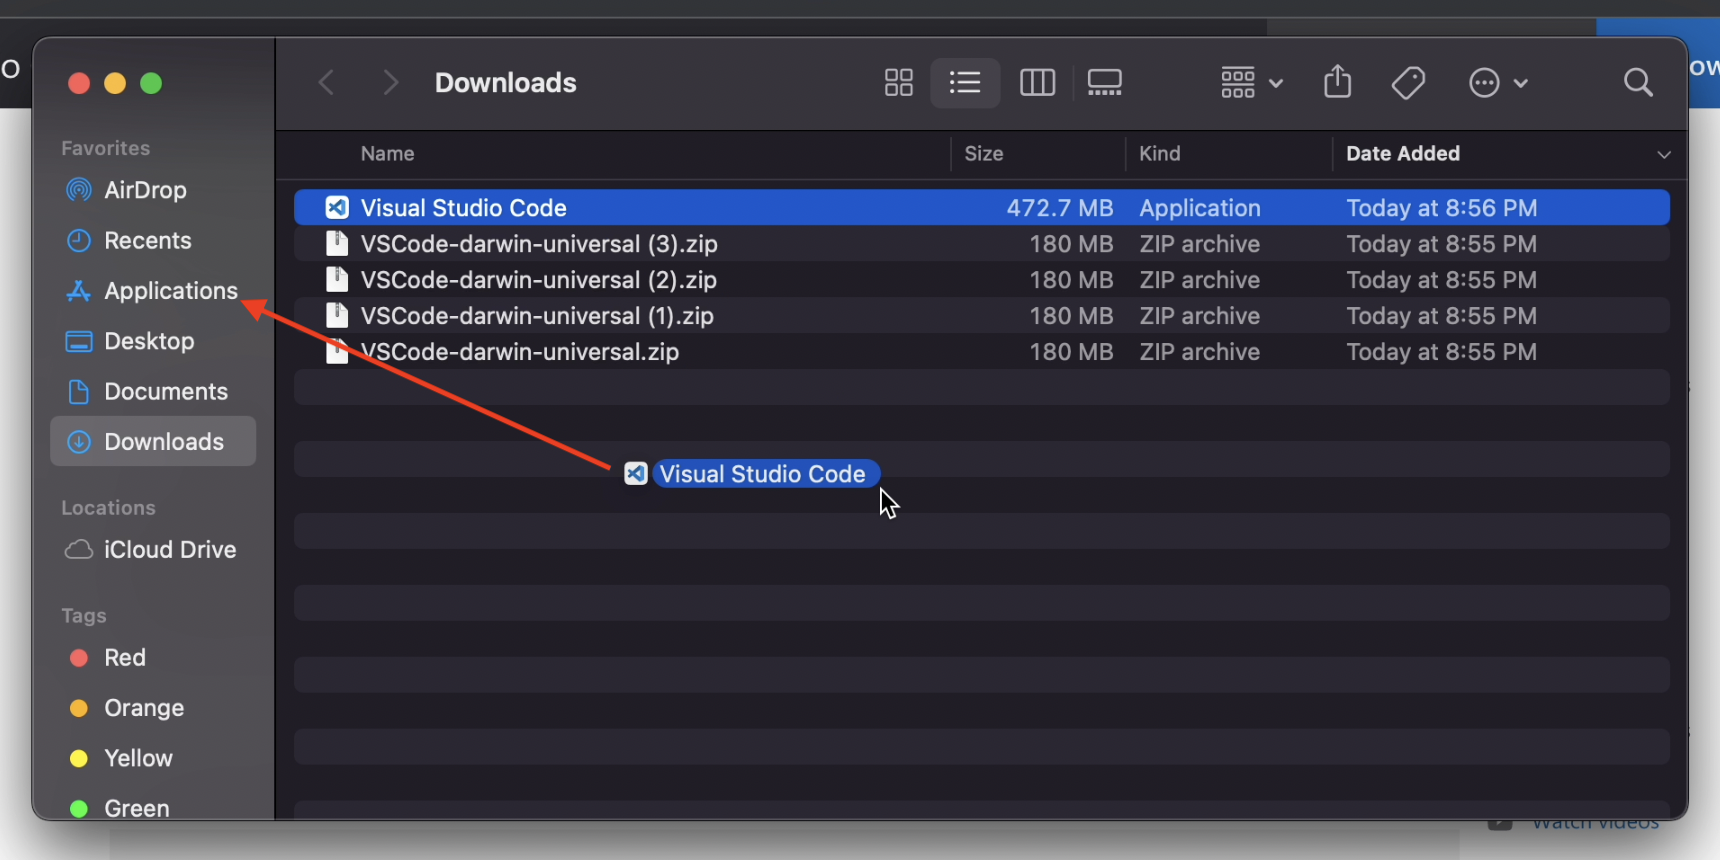 Downloads
Favorites
AirDrop
Recents
Applications
Desktop
Documents
Downloads
Locations
iCloud Drive
Tags
Red
Orange
Yellow
Green
Name Size Kind Date Added
Visual Studio Code 472.7 MB Application Today at 8:56 PM
VSCode-darwin-universal (3).zip 180 MB ZIP archive Today at 8:55 PM
VSCode-darwin-universal (2).zip 180 MB ZIP archive Today at 8:55 PM
VSCode-darwin-universal (1).zip 180 MB ZIP archive Today at 8:55 PM
VSCode-darwin-universal.zip 180 MB ZIP archive Today at 8:55 PM
Visual Studio Code
Watch videos